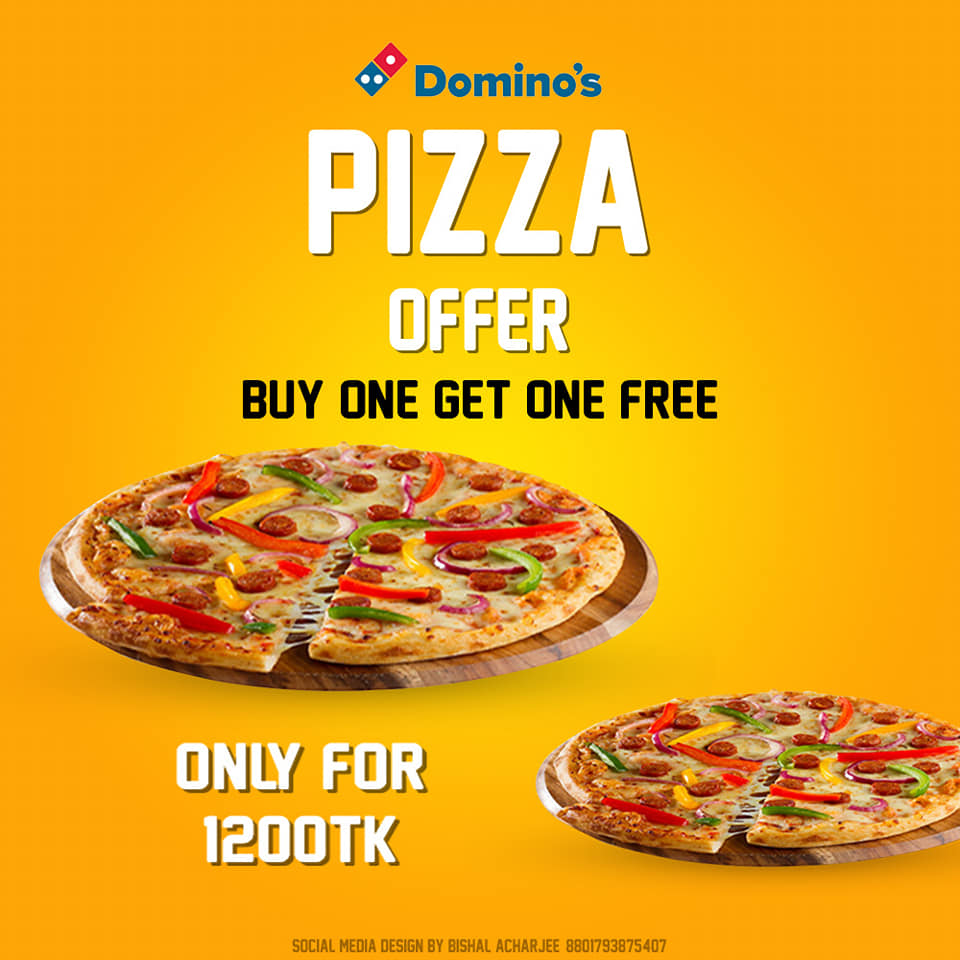 Domino's
PIZZA
OFFER
BUY ONE GET ONE FREE
ONLY FOR
1200TK
SOCIAL MEDIA DESIGN BY BISHAL ACHARJEE 8801793875407